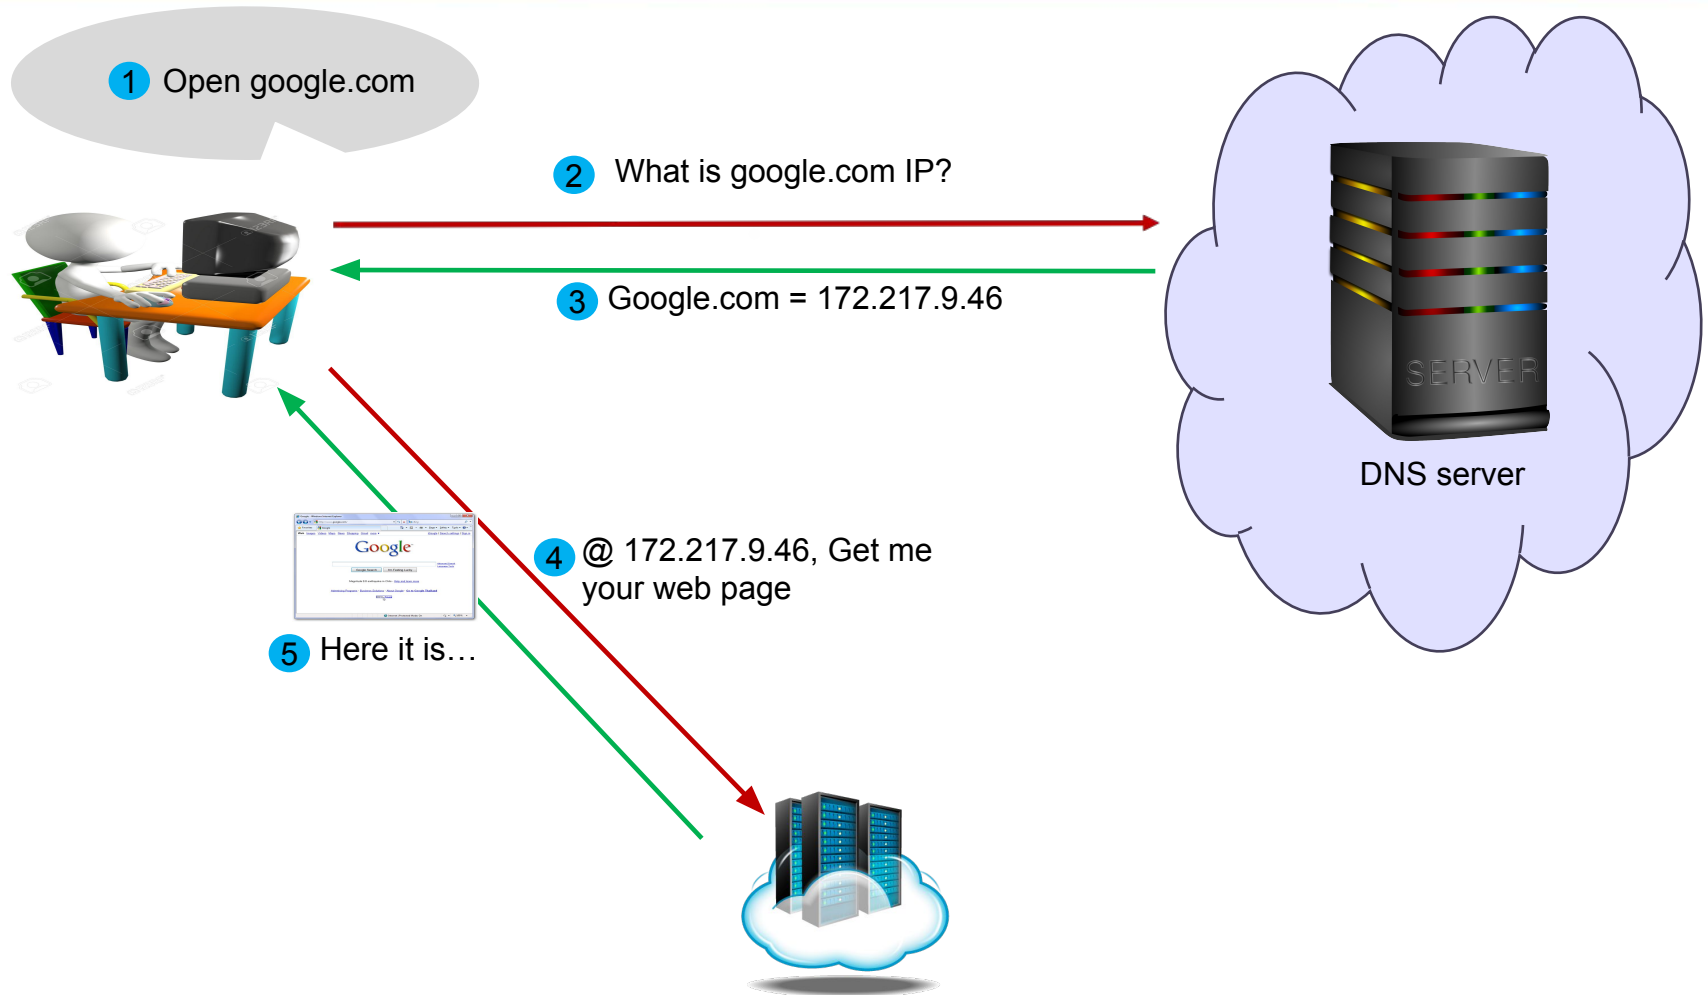 1 Open google.com
2 What is google.com IP?
3 Google.com = 172.217.9.46
SERVER
DNS server
Google
4 @ 172.217.9.46, Get me
your web page
5 Here it is…